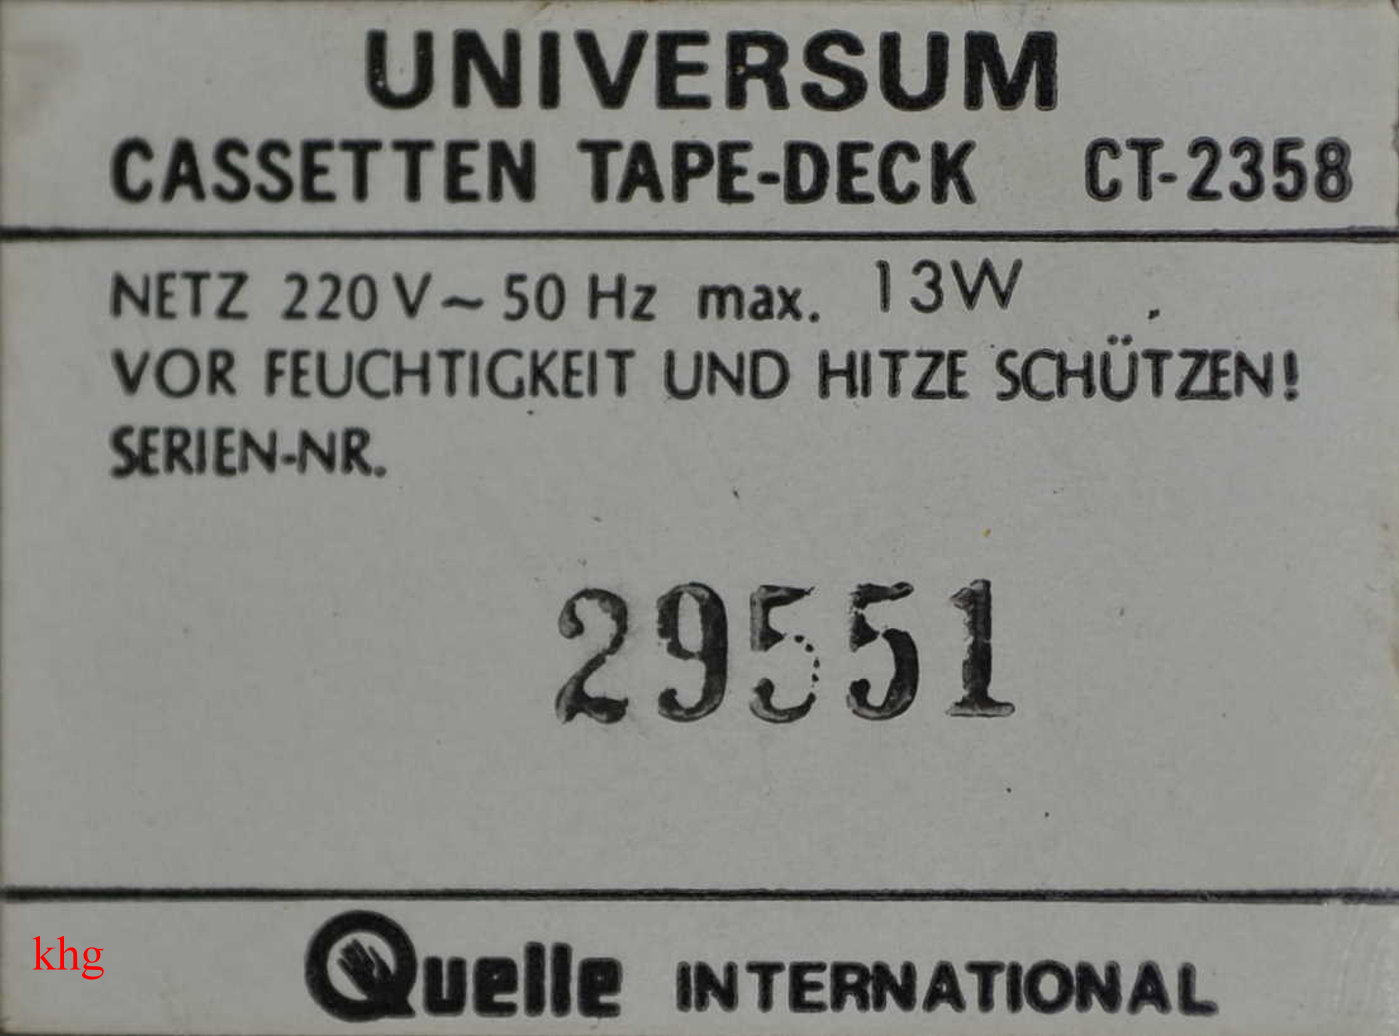 UNIVERSUM
CASSETTEN TAPE-DECK CT-2358
NETZ 220 V ~ 50 Hz max. 13W
VOR FEUCHTIGKEIT UND HITZE SCHÜTZEN!
SERIEN-NR.
29551
khg
Quelle INTERNATIONAL